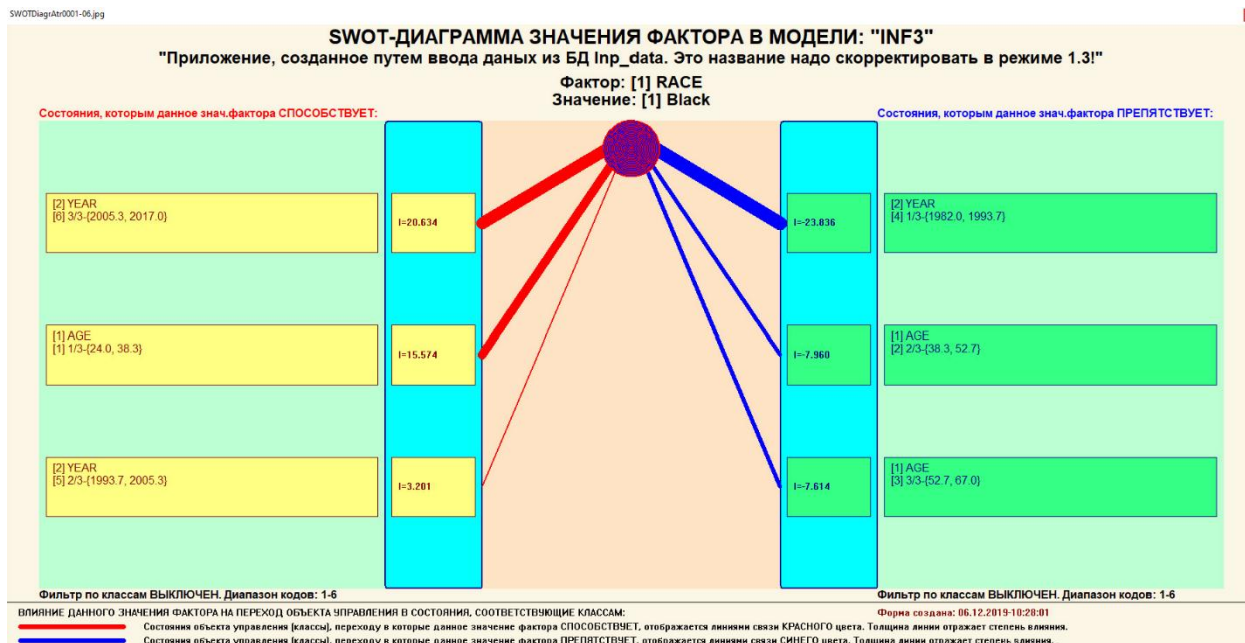 SWOTDiagrAtr0001-06.jpg
SWOT-ДИАГРАММА ЗНАЧЕНИЯ ФАКТОРА В МОДЕЛИ: "INF3"
"Приложение, созданное путем ввода даных из БД Inp_data. Это название надо скорректировать в режиме 1.3!"
Фактор: [1] RACE
Значение: [1] Black
Состояния, которым данное знач.фактора СПОСОБСТВУЕТ:
Состояния, которым данное знач.фактора ПРЕПЯТСТВУЕТ:
[2] YEAR
[6] 3/3-{2005.3, 2017.0}
I=20.634
I=-23.836
[2] YEAR
[4] 1/3-{1982.0, 1993.7}
[1] AGE
[1] 1/3-{24.0, 38.3}
I=15.574
I=-7.960
[1] AGE
[2] 2/3-{38.3, 52.7}
[2] YEAR
[5] 2/3-{1993.7, 2005.3}
I=3.201
I=-7.614
[1] AGE
[3] 3/3-{52.7, 67.0}
Фильтр по классам ВЫКЛЮЧЕН. Диапазон кодов: 1-6
Фильтр по классам ВЫКЛЮЧЕН. Диапазон кодов: 1-6
ВЛИЯНИЕ ДАННОГО ЗНАЧЕНИЯ ФАКТОРА НА ПЕРЕХОД ОБЪЕКТА УПРАВЛЕНИЯ В СОСТОЯНИЯ, СООТВЕТСТВУЮЩИЕ КЛАССАМ:
Форма создана: 06.12.2019-10:28:01
Состояния объекта управления (классы), переходу в которые данное значение фактора СПОСОБСТВУЕТ, отображается линиями связи КРАСНОГО цвета. Толщина линии отражает степень влияния.
Состояния объекта управления (классы), переходу в которые данное значение фактора ПРЕПЯТСТВУЕТ, отображается линиями связи СИНЕГО цвета. Толщина линии отражает степень влияния.